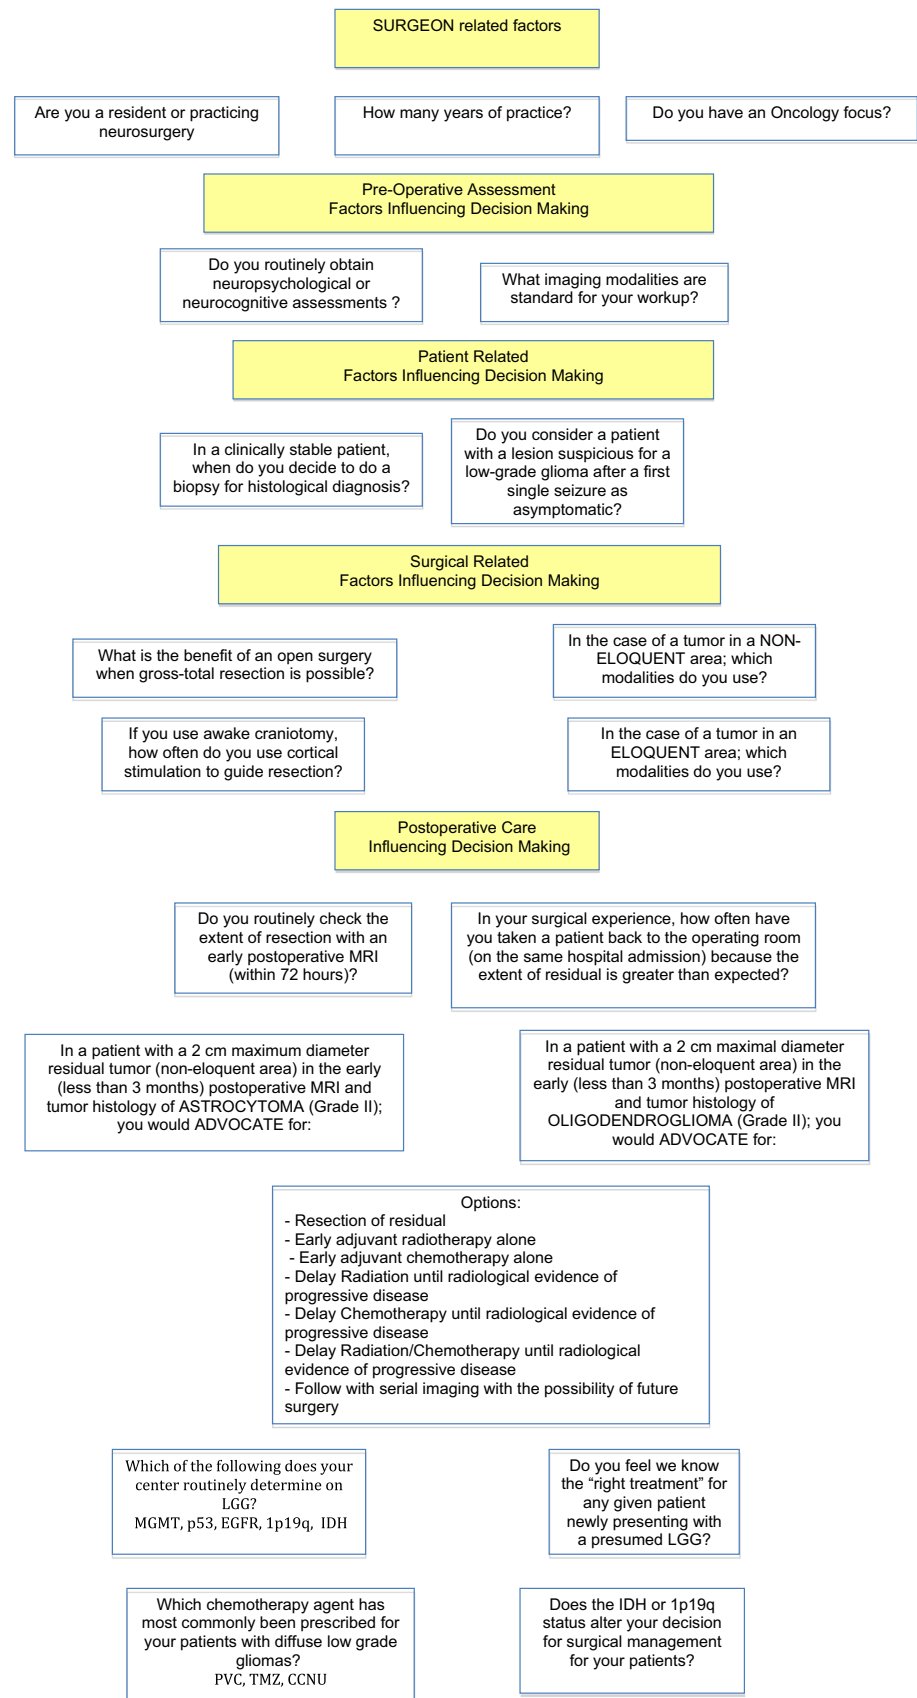 SURGEON related factors
Are you a resident or practicing
neurosurgery
How many years of practice?
Do you have an Oncology focus?
Pre-Operative Assessment
Factors Influencing Decision Making
Do you routinely obtain
neuropsychological or
neurocognitive assessments ?
What imaging modalities are
standard for your workup?
Patient Related
Factors Influencing Decision Making
In a clinically stable patient,
when do you decide to do a
biopsy for histological diagnosis?
Do you consider a patient
with a lesion suspicious for a
low-grade glioma after a first
single seizure as
asymptomatic?
Surgical Related
Factors Influencing Decision Making
What is the benefit of an open surgery
when gross-total resection is possible?
In the case of a tumor in a NON-
ELOQUENT area; which
modalities do you use?
If you use awake craniotomy,
how often do you use cortical
stimulation to guide resection?
In the case of a tumor in an
ELOQUENT area; which
modalities do you use?
Postoperative Care
Influencing Decision Making
Do you routinely check the
extent of resection with an
early postoperative MRI
(within 72 hours)?
In your surgical experience, how often have
you taken a patient back to the operating room
(on the same hospital admission) because the
extent of residual is greater than expected?
In a patient with a 2 cm maximum diameter
residual tumor (non-eloquent area) in the early
(less than 3 months) postoperative MRI and
tumor histology of ASTROCYTOMA (Grade II);
you would ADVOCATE for:
In a patient with a 2 cm maximal diameter
residual tumor (non-eloquent area) in the
early (less than 3 months) postoperative MRI
and tumor histology of
OLIGODENDROGLIOMA (Grade II); you
would ADVOCATE for:
Options:
- Resection of residual
- Early adjuvant radiotherapy alone
- Early adjuvant chemotherapy alone
- Delay Radiation until radiological evidence of
progressive disease
- Delay Chemotherapy until radiological evidence of
progressive disease
- Delay Radiation/Chemotherapy until radiological
evidence of progressive disease
- Follow with serial imaging with the possibility of future
surgery
Which of the following does your
center routinely determine on
LGG?
MGMT, p53, EGFR, 1p19q, IDH
Do you feel we know
the “right treatment” for
any given patient
newly presenting with
a presumed LGG?
Which chemotherapy agent has
most commonly been prescribed for
your patients with diffuse low grade
gliomas?
PVC, TMZ, CCNU
Does the IDH or 1p19q
status alter your decision
for surgical management
for your patients?